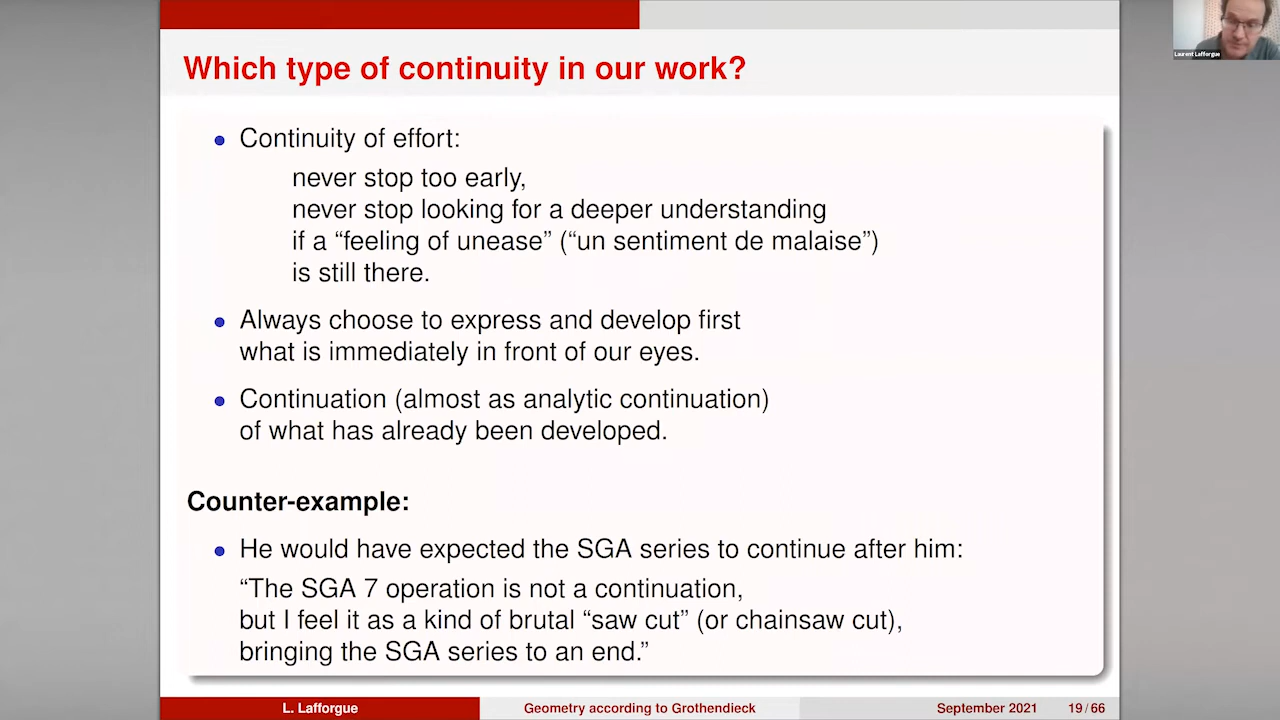 Laurent Lafforgue
Which type of continuity in our work?
• Continuity of effort:
never stop too early,
never stop looking for a deeper understanding
if a “feeling of unease” (“un sentiment de malaise”)
is still there.
• Always choose to express and develop first
what is immediately in front of our eyes.
• Continuation (almost as analytic continuation)
of what has already been developed.
Counter-example:
• He would have expected the SGA series to continue after him:
“The SGA 7 operation is not a continuation,
but I feel it as a kind of brutal “saw cut” (or chainsaw cut),
bringing the SGA series to an end.”
L. Lafforgue
Geometry according to Grothendieck
September 2021
19 / 66